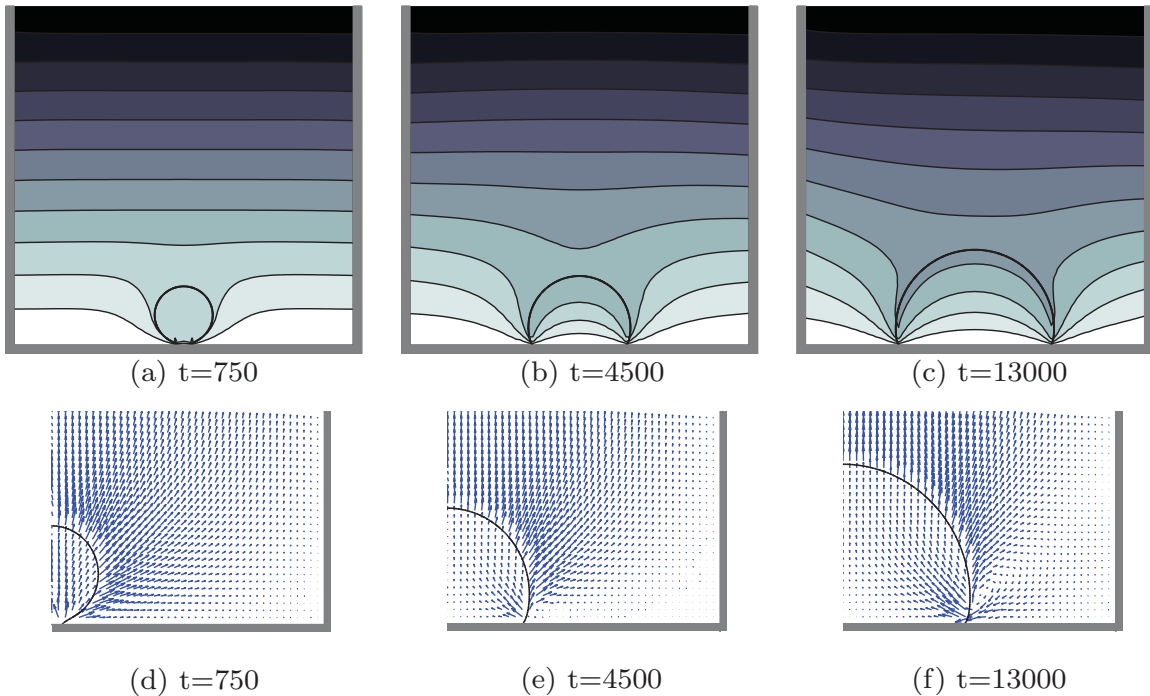 (a) t=750
(b) t=4500
(c) t=13000
(d) t=750
(e) t=4500
(f) t=13000